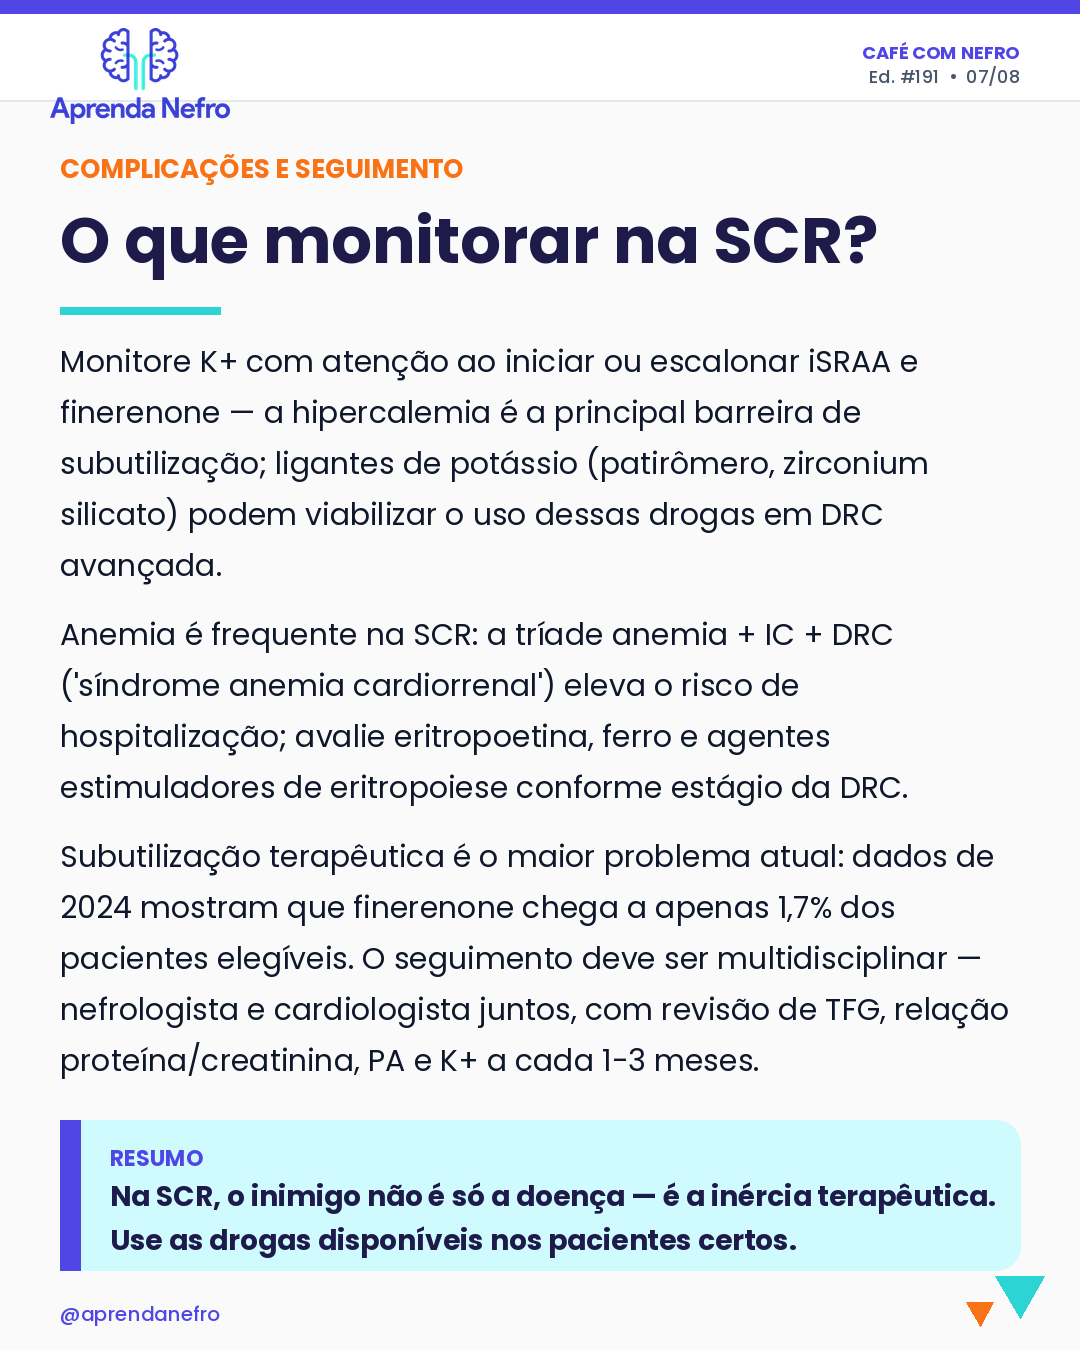 Aprenda Nefro
CAFÉ COM NEFRO
Ed. #191 • 07/08
COMPLICAÇÕES E SEGUIMENTO
O que monitorar na SCR?
Monitore K+ com atenção ao iniciar ou escalonar iSRAA e
finerenone — a hipercalemia é a principal barreira de
subutilização; ligantes de potássio (patirômero, zirconium
silicato) podem viabilizar o uso dessas drogas em DRC
avançada.
Anemia é frequente na SCR: a tríade anemia + IC + DRC
('síndrome anemia cardiorrenal') eleva o risco de
hospitalização; avalie eritropoetina, ferro e agentes
estimuladores de eritropoiese conforme estágio da DRC.
Subutilização terapêutica é o maior problema atual: dados de
2024 mostram que finerenone chega a apenas 1,7% dos
pacientes elegíveis. O seguimento deve ser multidisciplinar —
nefrologista e cardiologista juntos, com revisão de TFG, relação
proteína/creatinina, PA e K+ a cada 1-3 meses.
RESUMO
Na SCR, o inimigo não é só a doença — é a inércia terapêutica.
Use as drogas disponíveis nos pacientes certos.
@aprendanefro